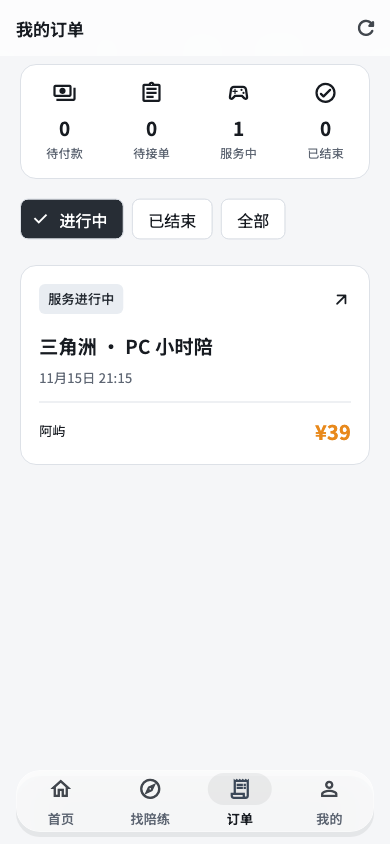 我的订单
0 0 1 0
待付款 待接单 服务中 已结束
进行中 已结束 全部
服务进行中
三角洲 · PC 小时陪
11月15日 21:15
阿屿 ¥39
首页 找陪练 订单 我的